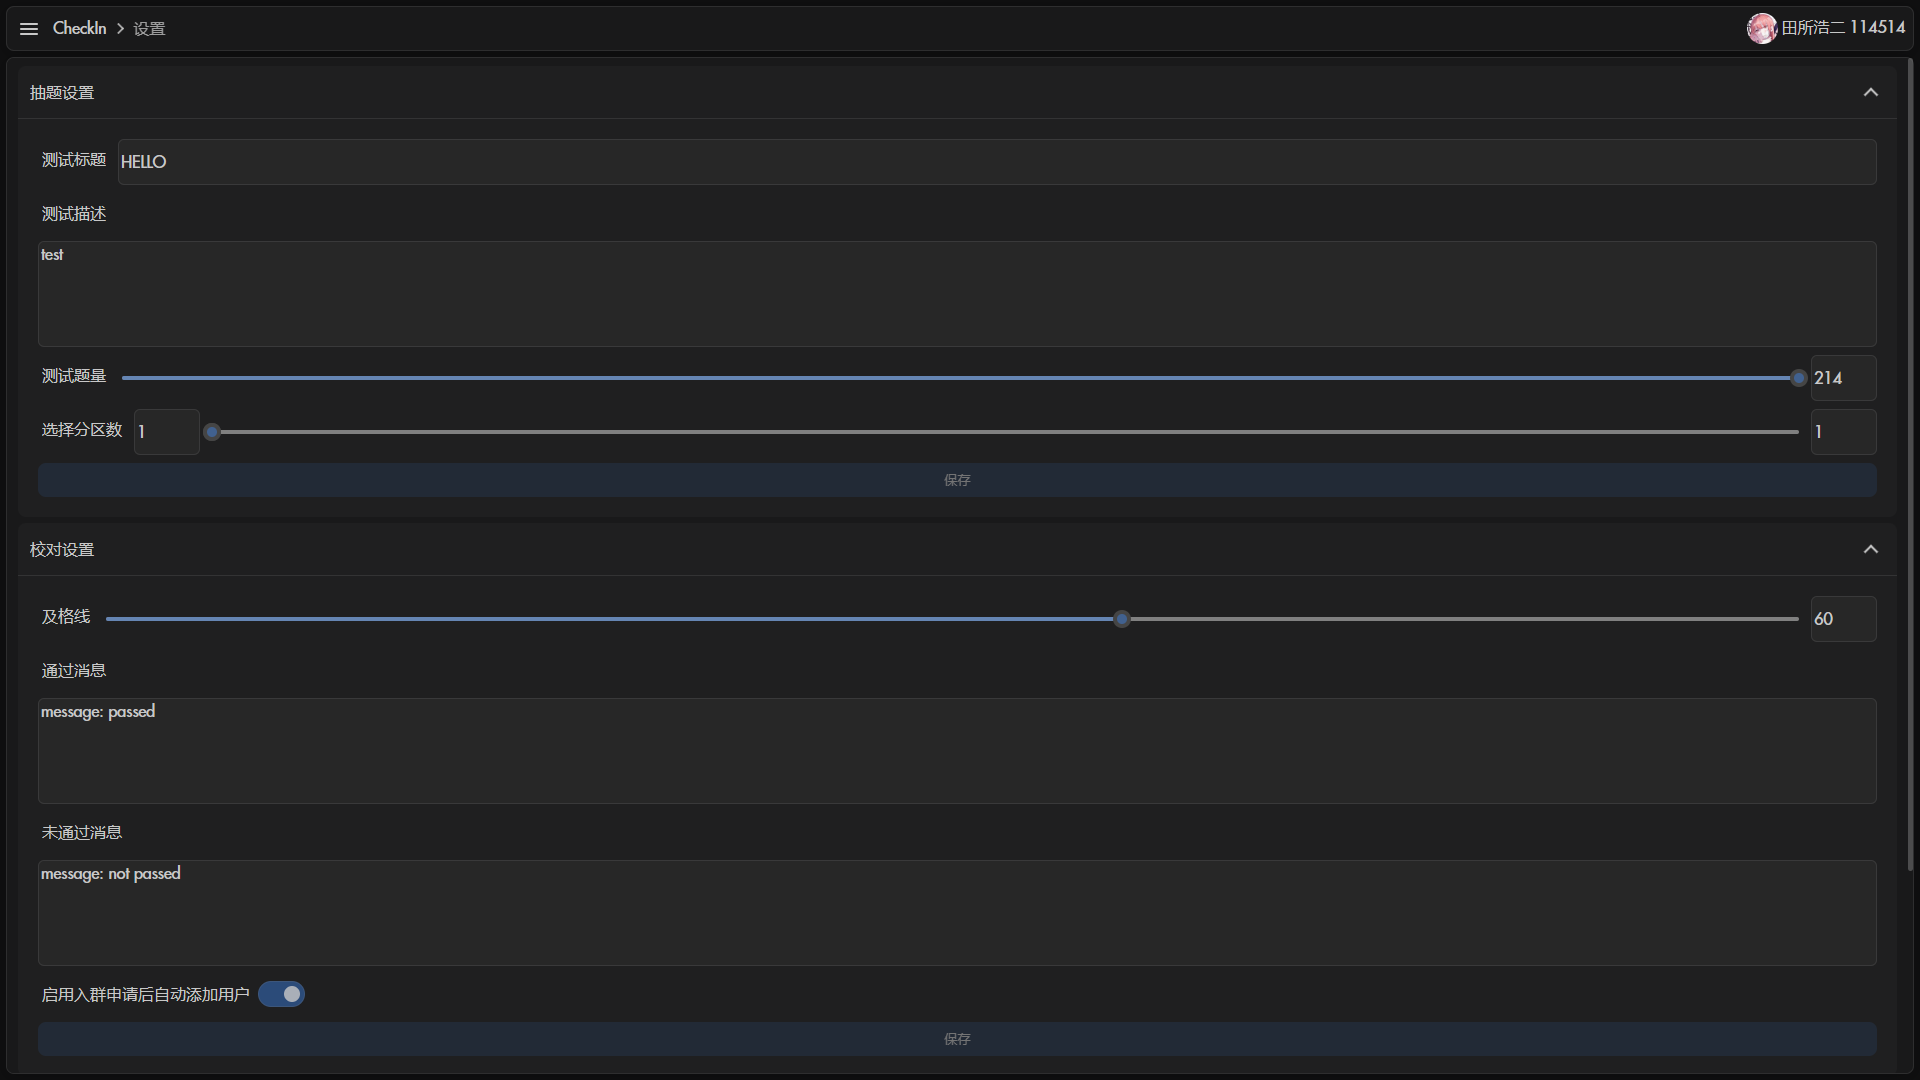 CheckIn > 设置
田所浩二 114514
抽题设置
测试标题 HELLO
测试描述
test
测试题量 214
选择分区数 1 1
保存
校对设置
及格线 60
通过消息
message: passed
未通过消息
message: not passed
启用入群申请后自动添加用户
保存